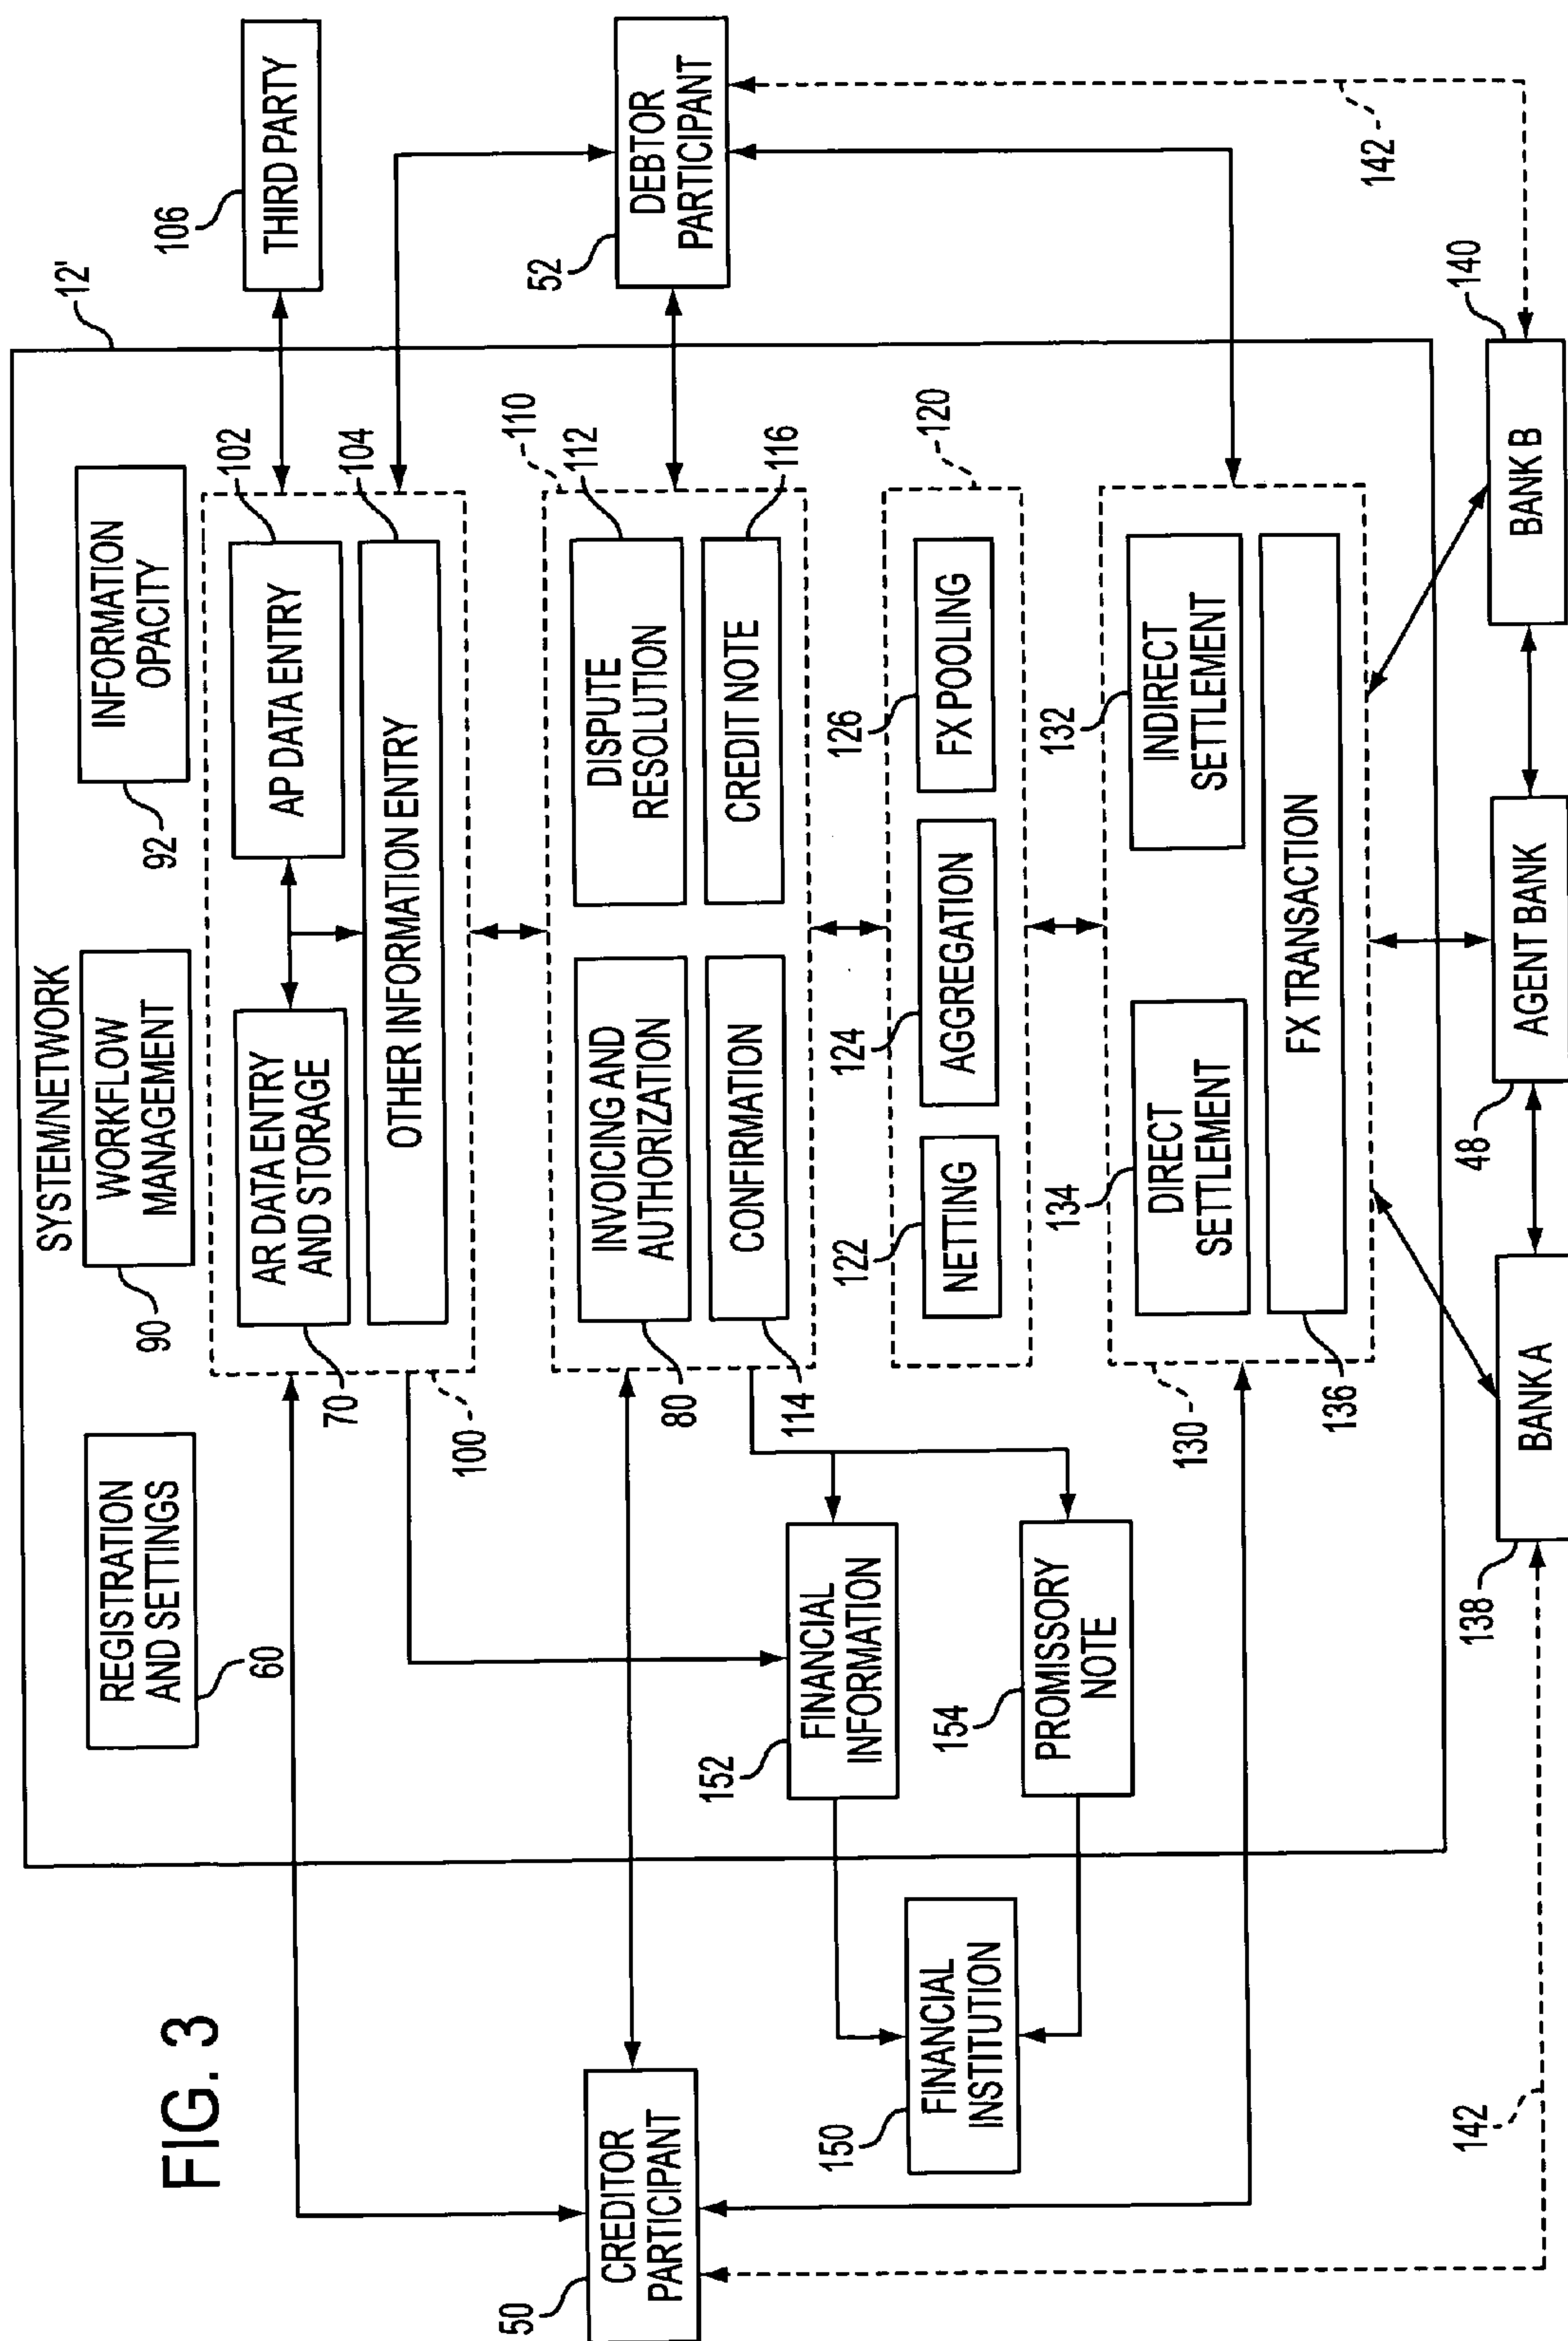 FIG. 3
SYSTEM/NETWORK
12'
REGISTRATION
AND SETTINGS
60
WORKFLOW
MANAGEMENT
90
INFORMATION
OPACITY
92
THIRD PARTY
106
AR DATA ENTRY
AND STORAGE
70
AP DATA ENTRY
102
OTHER INFORMATION ENTRY
104
100
CREDITOR
PARTICIPANT
50
INVOICING AND
AUTHORIZATION
80
DISPUTE
RESOLUTION
112
110
CONFIRMATION
114
CREDIT NOTE
116
DEBTOR
PARTICIPANT
52
FINANCIAL
INFORMATION
152
FINANCIAL
INSTITUTION
150
PROMISSORY
NOTE
154
NETTING
122
AGGREGATION
124
FX POOLING
126
120
DIRECT
SETTLEMENT
134
INDIRECT
SETTLEMENT
132
FX TRANSACTION
136
130
BANK A
138
AGENT BANK
48
BANK B
140
142
142